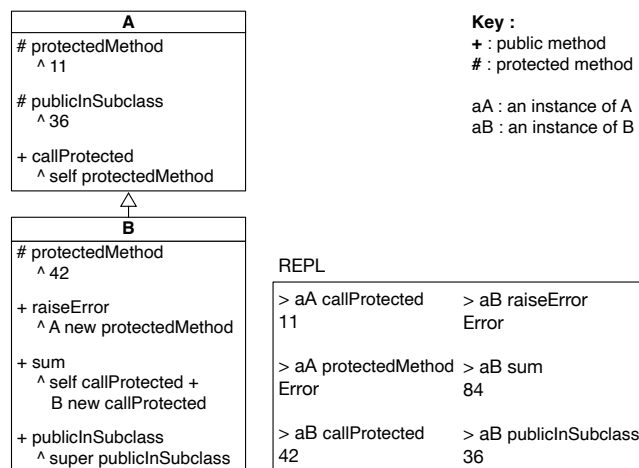 A
# protectedMethod
^ 11
# publicInSubclass
^ 36
+ callProtected
^ self protectedMethod
B
# protectedMethod
^ 42
+ raiseError
^ A new protectedMethod
+ sum
^ self callProtected +
B new callProtected
+ publicInSubclass
^ super publicInSubclass
Key :
+ : public method
# : protected method
aA : an instance of A
aB : an instance of B
REPL
> aA callProtected
11
> aA protectedMethod
Error
> aB callProtected
42
> aB raiseError
Error
> aB sum
84
> aB publicInSubclass
36